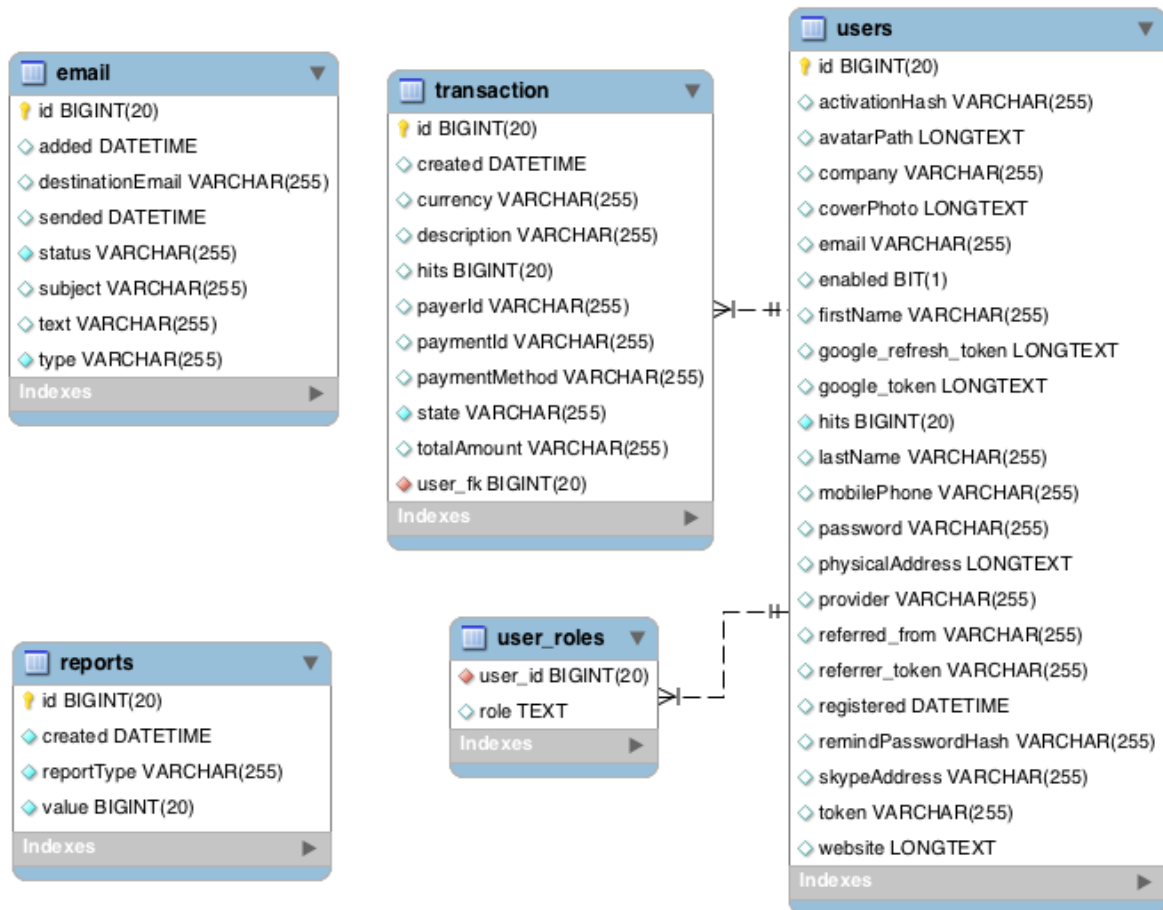 email
id BIGINT(20)
added DATETIME
destinationEmail VARCHAR(255)
sended DATETIME
status VARCHAR(255)
subject VARCHAR(255)
text VARCHAR(255)
type VARCHAR(255)
Indexes
transaction
id BIGINT(20)
created DATETIME
currency VARCHAR(255)
description VARCHAR(255)
hits BIGINT(20)
payerId VARCHAR(255)
paymentId VARCHAR(255)
paymentMethod VARCHAR(255)
state VARCHAR(255)
totalAmount VARCHAR(255)
user_fk BIGINT(20)
Indexes
users
id BIGINT(20)
activationHash VARCHAR(255)
avatarPath LONGTEXT
company VARCHAR(255)
coverPhoto LONGTEXT
email VARCHAR(255)
enabled BIT(1)
firstName VARCHAR(255)
google_refresh_token LONGTEXT
google_token LONGTEXT
hits BIGINT(20)
lastName VARCHAR(255)
mobilePhone VARCHAR(255)
password VARCHAR(255)
physicalAddress LONGTEXT
provider VARCHAR(255)
referred_from VARCHAR(255)
referrer_token VARCHAR(255)
registered DATETIME
remindPasswordHash VARCHAR(255)
skypeAddress VARCHAR(255)
token VARCHAR(255)
website LONGTEXT
Indexes
reports
id BIGINT(20)
created DATETIME
reportType VARCHAR(255)
value BIGINT(20)
Indexes
user_roles
user_id BIGINT(20)
role TEXT
Indexes